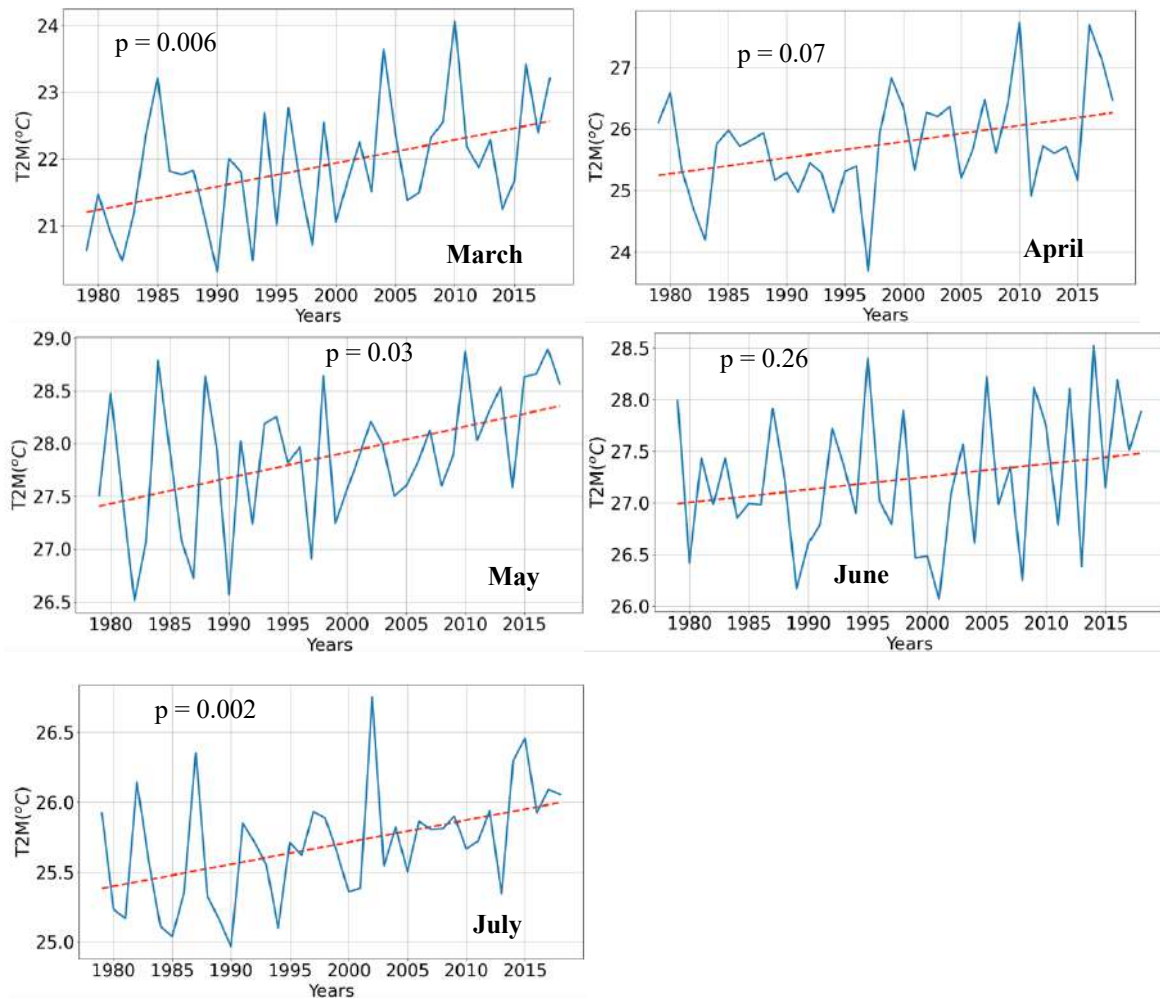 24
23
22
21
T2M(°C)
p = 0.006
March
1980 1985 1990 1995 2000 2005 2010 2015
Years
27
26
25
24
T2M(°C)
p = 0.07
April
1980 1985 1990 1995 2000 2005 2010 2015
Years
29.0
28.5
28.0
27.5
27.0
26.5
T2M(°C)
p = 0.03
May
1980 1985 1990 1995 2000 2005 2010 2015
Years
28.5
28.0
27.5
27.0
26.5
26.0
T2M(°C)
p = 0.26
June
1980 1985 1990 1995 2000 2005 2010 2015
Years
26.5
26.0
25.5
25.0
T2M(°C)
p = 0.002
July
1980 1985 1990 1995 2000 2005 2010 2015
Years